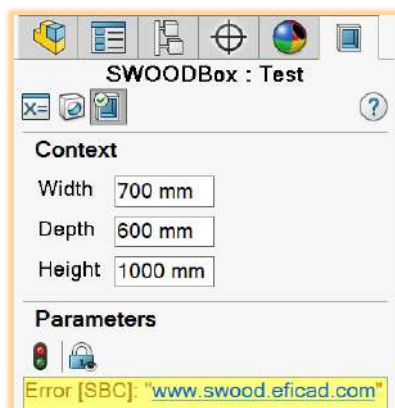 SWOODBox : Test
x=
?
Context
Width 700 mm
Depth 600 mm
Height 1000 mm
Parameters
Error [SBC]: "www.swood.eficad.com"